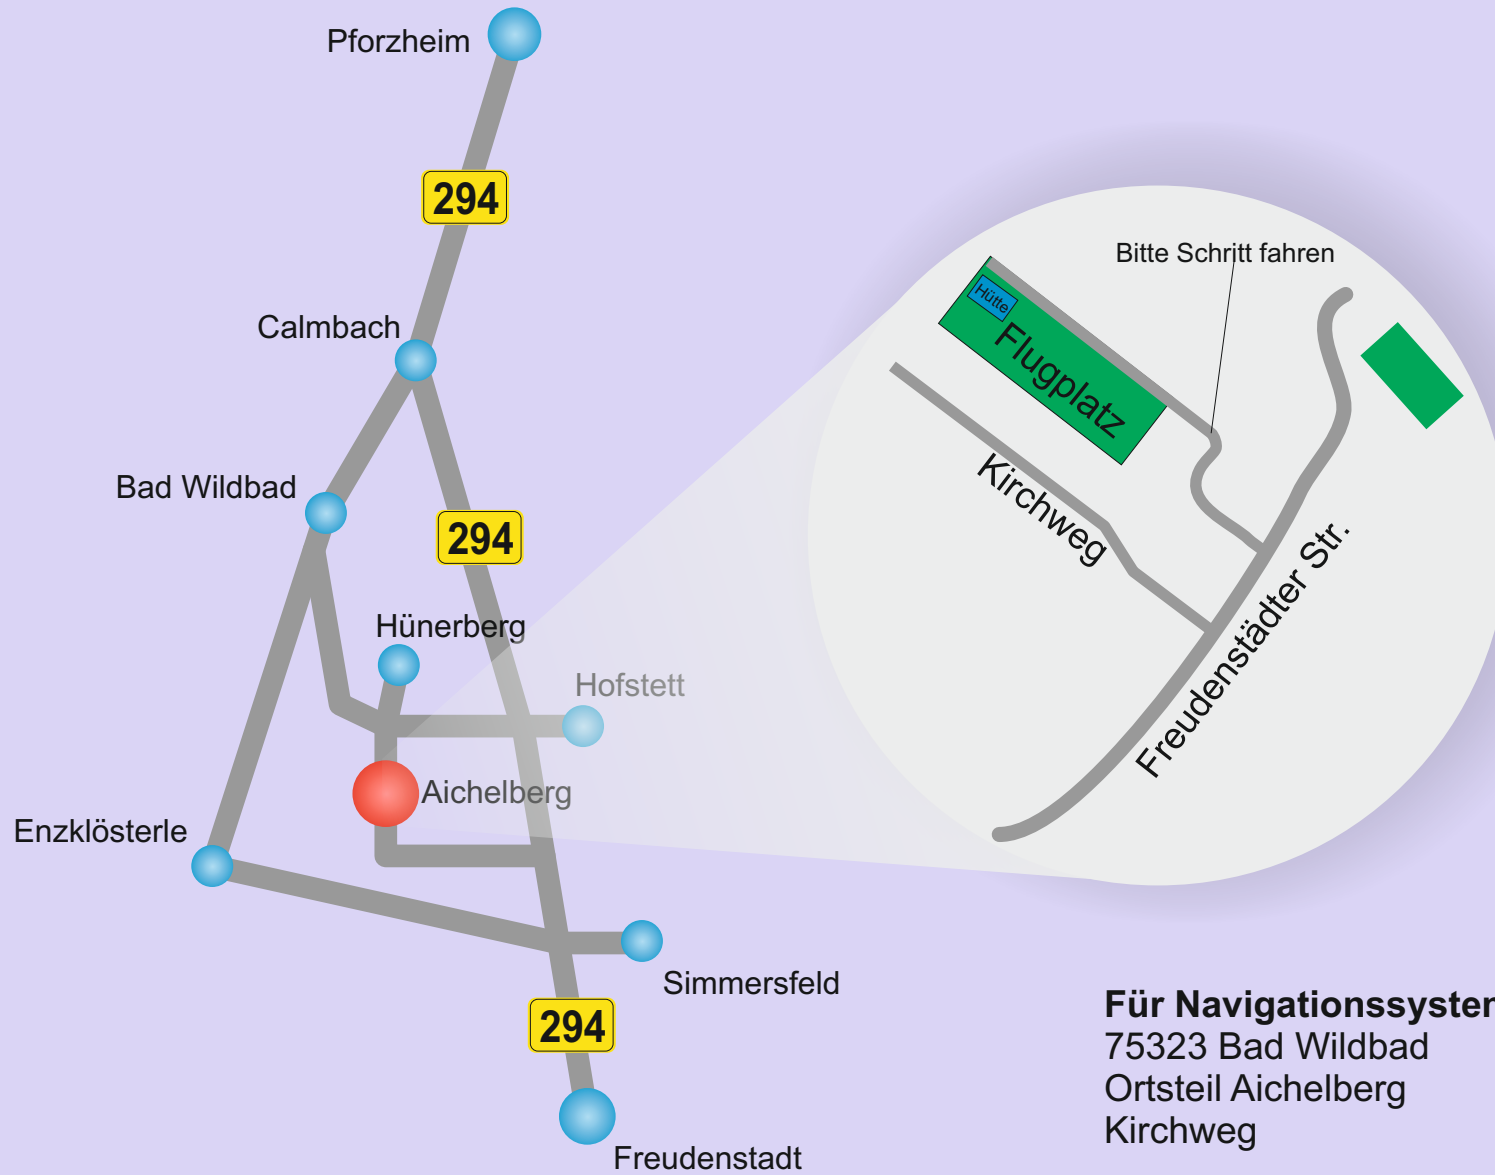 Pforzheim
294
Calmbach
Bad Wildbad
294
Hünerberg
Hofstett
Aichelberg
Enzklösterle
Simmersfeld
294
Freudenstadt
Bitte Schritt fahren
Hütte
Flugplatz
Kirchweg
Freudenstädter Str.
Für Navigationssystem
75323 Bad Wildbad
Ortsteil Aichelberg
Kirchweg